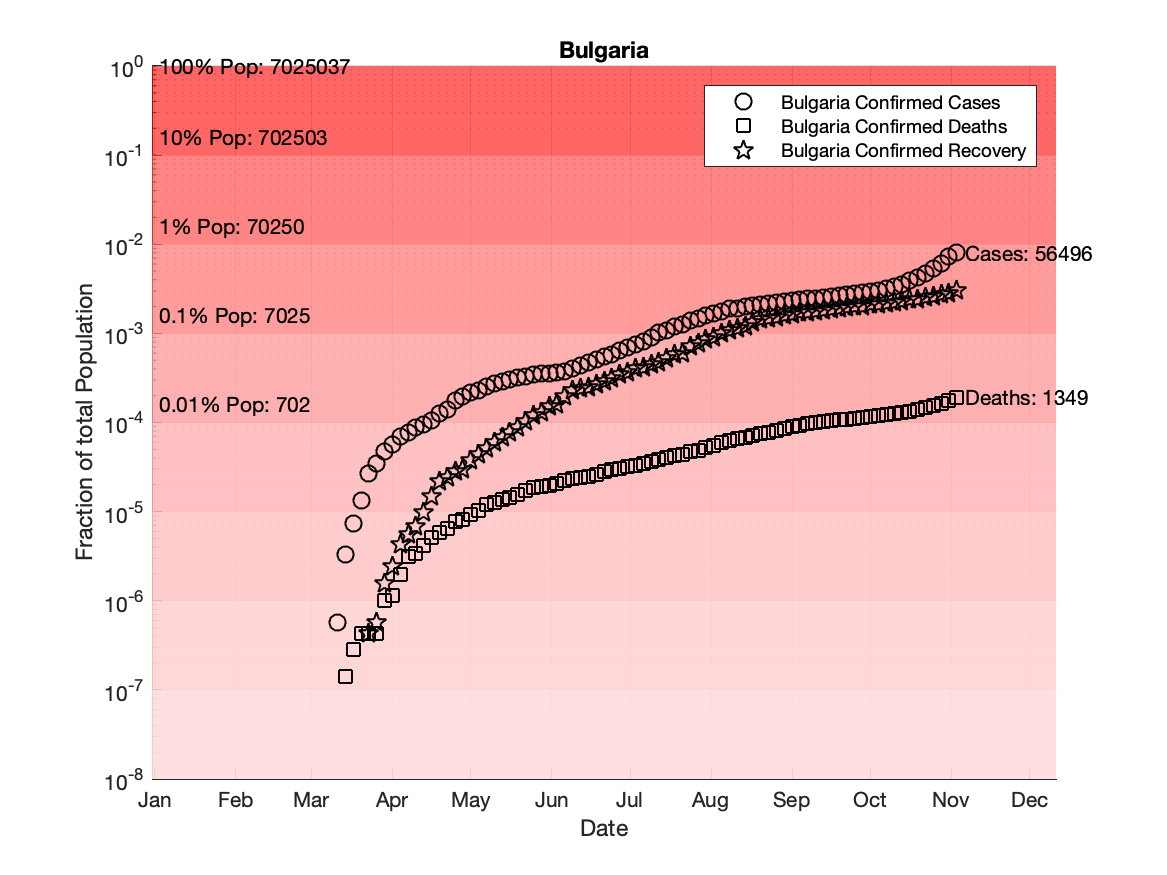 Bulgaria
10^0
100% Pop: 7025037
Bulgaria Confirmed Cases
Bulgaria Confirmed Deaths
Bulgaria Confirmed Recovery
10% Pop: 702503
10^-1
1% Pop: 70250
10^-2
Cases: 56496
0.1% Pop: 7025
10^-3
0.01% Pop: 702
Deaths: 1349
10^-4
10^-5
10^-6
10^-7
10^-8
Fraction of total Population
Jan Feb Mar Apr May Jun Jul Aug Sep Oct Nov Dec
Date